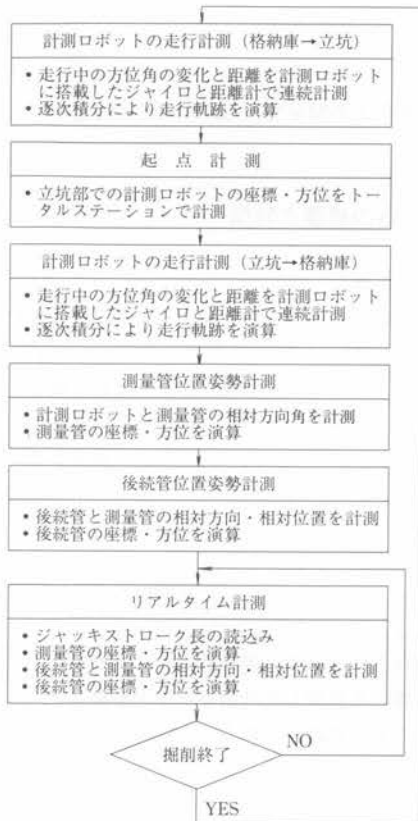 計測ロボットの走行計測（格納庫→立坑）
• 走行中の方位角の変化と距離を計測ロボット
に搭載したジャイロと距離計で連続計測
• 逐次積分により走行軌跡を演算
起点計測
• 立坑部での計測ロボットの座標・方位をトー
タルステーションで計測
計測ロボットの走行計測（立坑→格納庫）
• 走行中の方位角の変化と距離を計測ロボット
に搭載したジャイロと距離計で連続計測
• 逐次積分により走行軌跡を演算
測量管位置姿勢計測
• 計測ロボットと測量管の相対方向角を計測
• 測量管の座標・方位を演算
後続管位置姿勢計測
• 後続管と測量管の相対方向・相対位置を計測
• 後続管の座標・方位を演算
リアルタイム計測
• ジャッキストローク長の読込み
• 測量管の座標・方位を演算
• 後続管と測量管の相対方向・相対位置を計測
• 後続管の座標・方位を演算
掘削終了
NO
YES